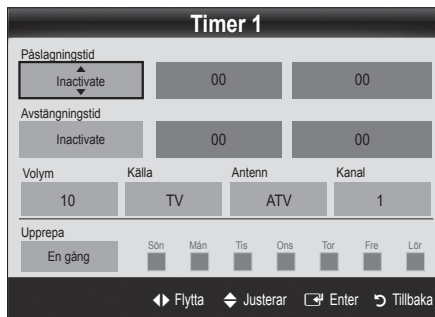 Timer 1
Påslagningstid
Inactivate 00 00
Avstängningstid
Inactivate 00 00
Volym Källa Antenn Kanal
10 TV ATV 1
Upprepa
En gång Sön Mån Tis Ons Tor Fre Lör
Flytta Justerar Enter Tillbaka